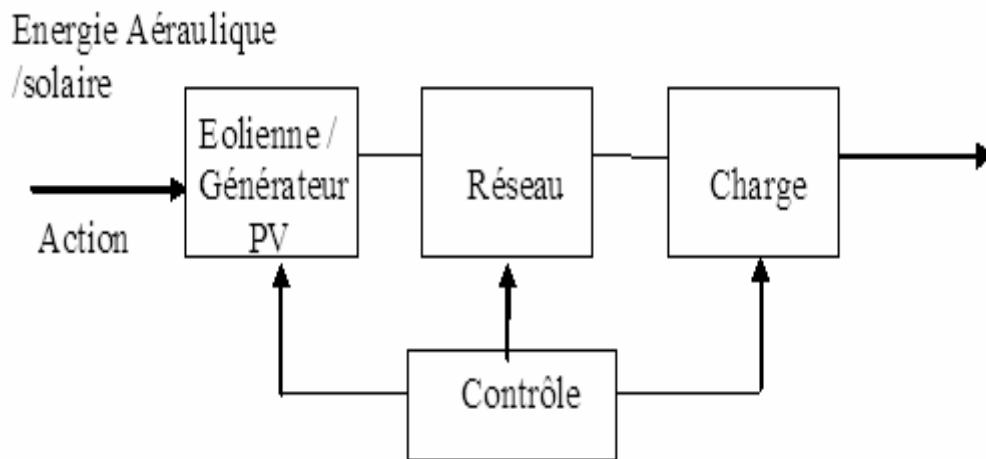 Energie Aéraulique
/solaire
Action
Eolienne /
Générateur
PV
Réseau
Charge
Contrôle